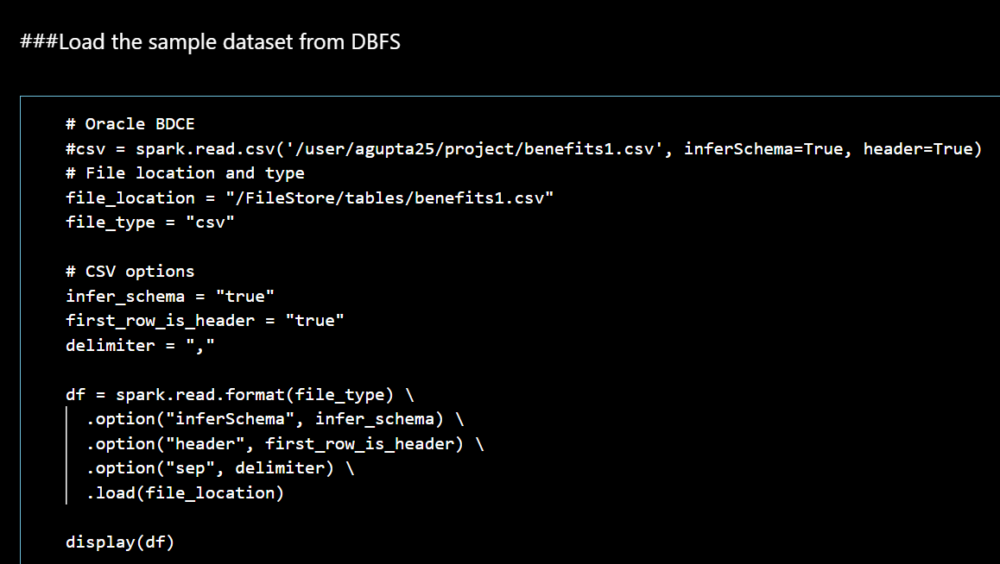 ###Load the sample dataset from DBFS
# Oracle BDCE
#csv = spark.read.csv('/user/agupta25/project/benefits1.csv', inferSchema=True, header=True)
# File location and type
file_location = "/FileStore/tables/benefits1.csv"
file_type = "csv"
# CSV options
infer_schema = "true"
first_row_is_header = "true"
delimiter = ","
df = spark.read.format(file_type) \
.option("inferSchema", infer_schema) \
.option("header", first_row_is_header) \
.option("sep", delimiter) \
.load(file_location)
display(df)